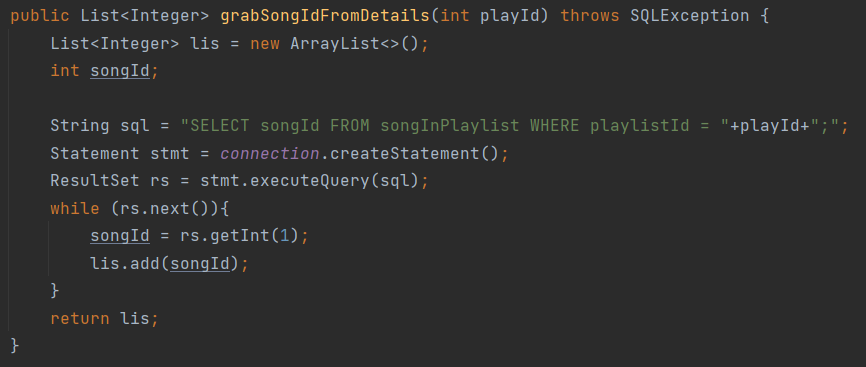 public List<Integer> grabSongIdFromDetails(int playId) throws SQLException {
    List<Integer> lis = new ArrayList<>();
    int songId;

    String sql = "SELECT songId FROM songInPlaylist WHERE playlistId = "+playId+";";
    Statement stmt = connection.createStatement();
    ResultSet rs = stmt.executeQuery(sql);
    while (rs.next()){
        songId = rs.getInt(1);
        lis.add(songId);
    }
    return lis;
}